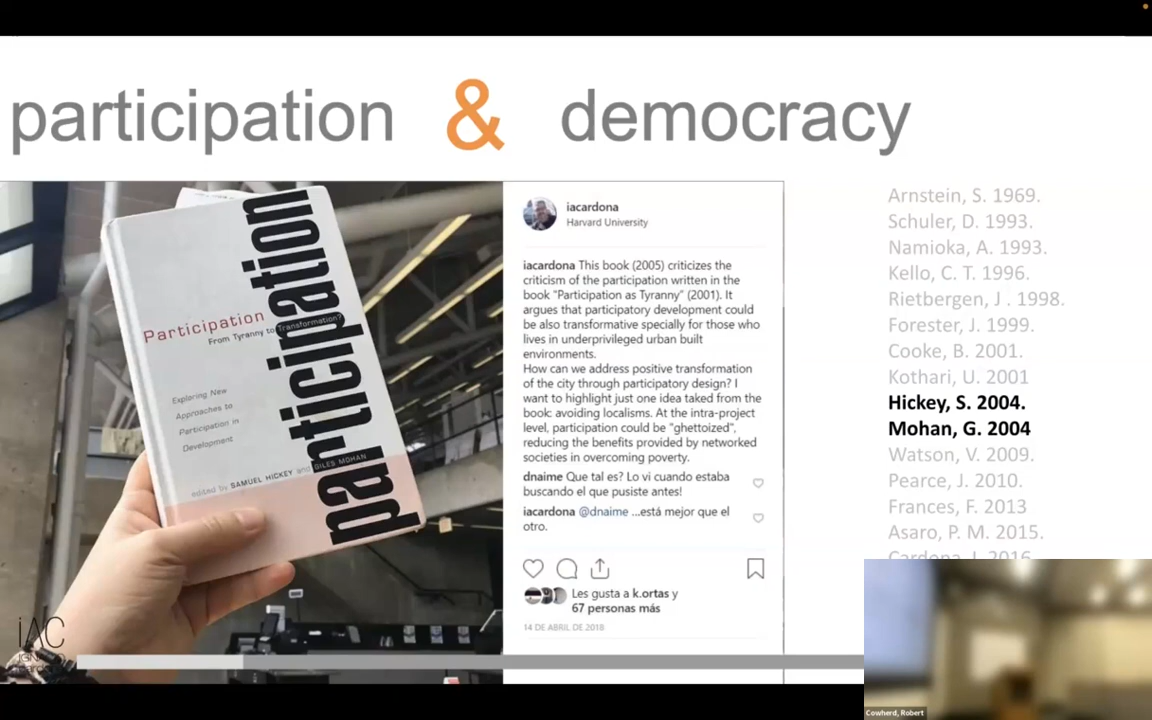 participation & democracy
participation
Participation
From Tyranny to Transformation?
Exploring New
Approaches to
Participation in
Development
edited by SAMUEL HICKEY and GILES MOHAN
iacardona
Harvard University
iacardona This book (2005) criticizes the
criticism of the participation written in the
book "Participation as Tyranny" (2001). It
argues that participatory development could
be also transformative specially for those who
lives in underprivileged urban built
environments.
How can we address positive transformation
of the city through participatory design? I
want to highlight just one idea taked from the
book: avoiding localisms. At the intra-project
level, participation could be "ghettoized",
reducing the benefits provided by networked
societies in overcoming poverty.
dnaime Que tal es? Lo vi cuando estaba
buscando el que pusiste antes!
iacardona @dnaime ...está mejor que el
otro.
Les gusta a k.ortas y
67 personas más
14 DE ABRIL DE 2018
Arnstein, S. 1969.
Schuler, D. 1993.
Namioka, A. 1993.
Kello, C. T. 1996.
Rietbergen, J . 1998.
Forester, J. 1999.
Cooke, B. 2001.
Kothari, U. 2001
Hickey, S. 2004.
Mohan, G. 2004
Watson, V. 2009.
Pearce, J. 2010.
Frances, F. 2013
Asaro, P. M. 2015.
Cardona, I. 2016
iAC
Cowherd, Robert